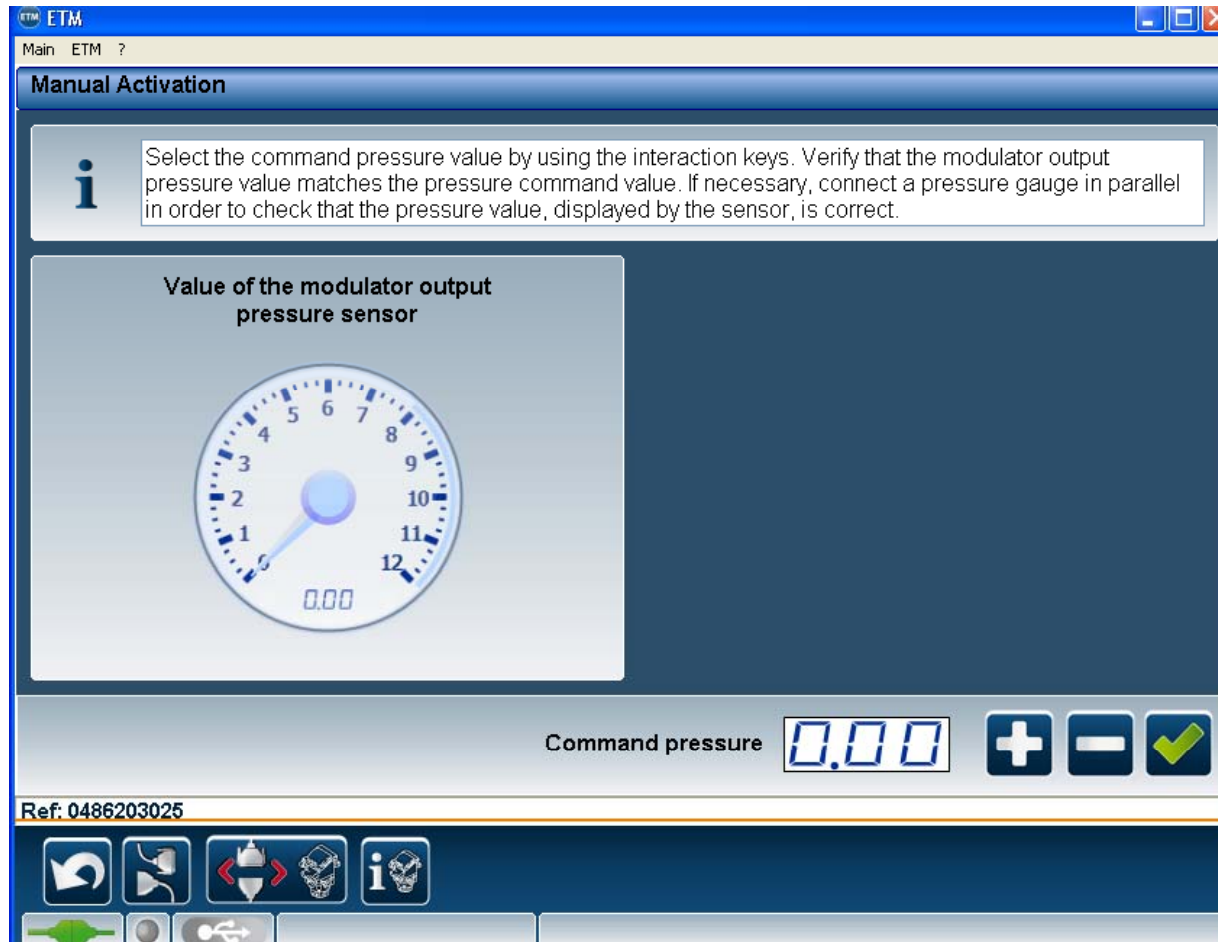 ETM ETM
Main ETM ?
Manual Activation
i
Select the command pressure value by using the interaction keys. Verify that the modulator output
pressure value matches the pressure command value. If necessary, connect a pressure gauge in parallel
in order to check that the pressure value, displayed by the sensor, is correct.
Value of the modulator output
pressure sensor
0
1
2
3
4
5
6
7
8
9
10
11
12
0.00
Command pressure 0.00
Ref: 0486203025
i